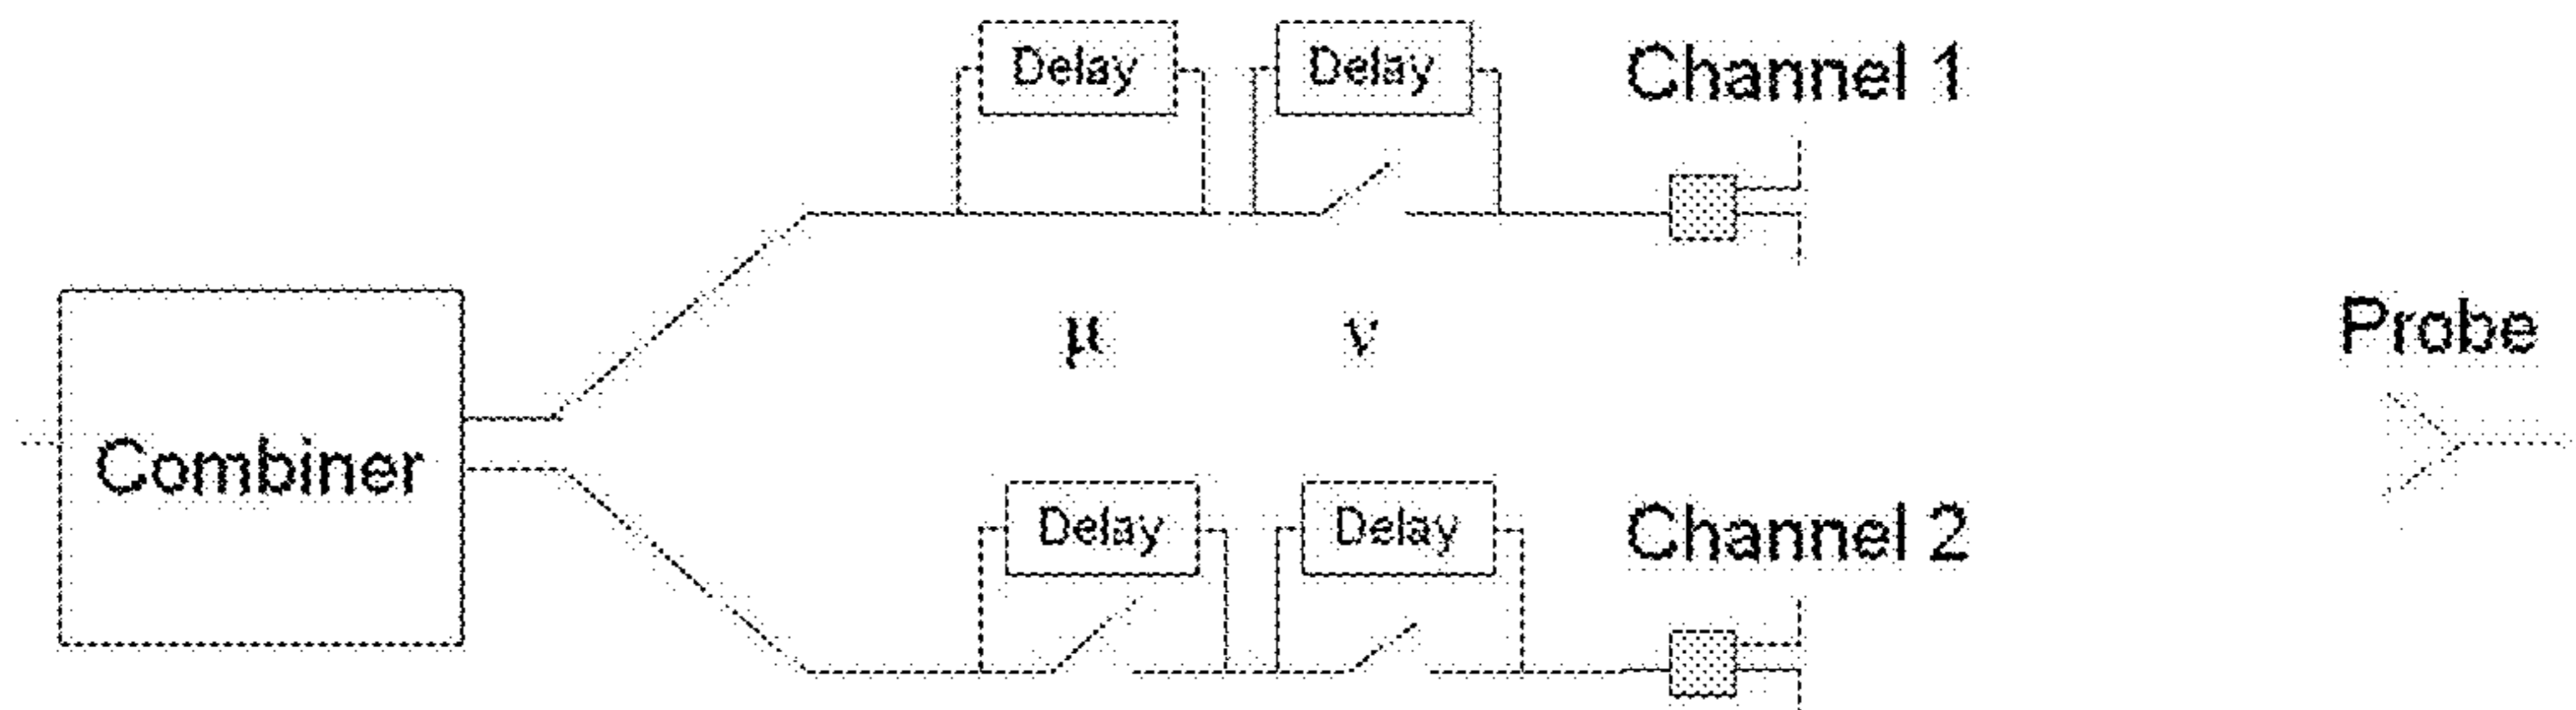 Delay
Delay
Channel 1
μ
ν
Probe
Combiner
Delay
Delay
Channel 2